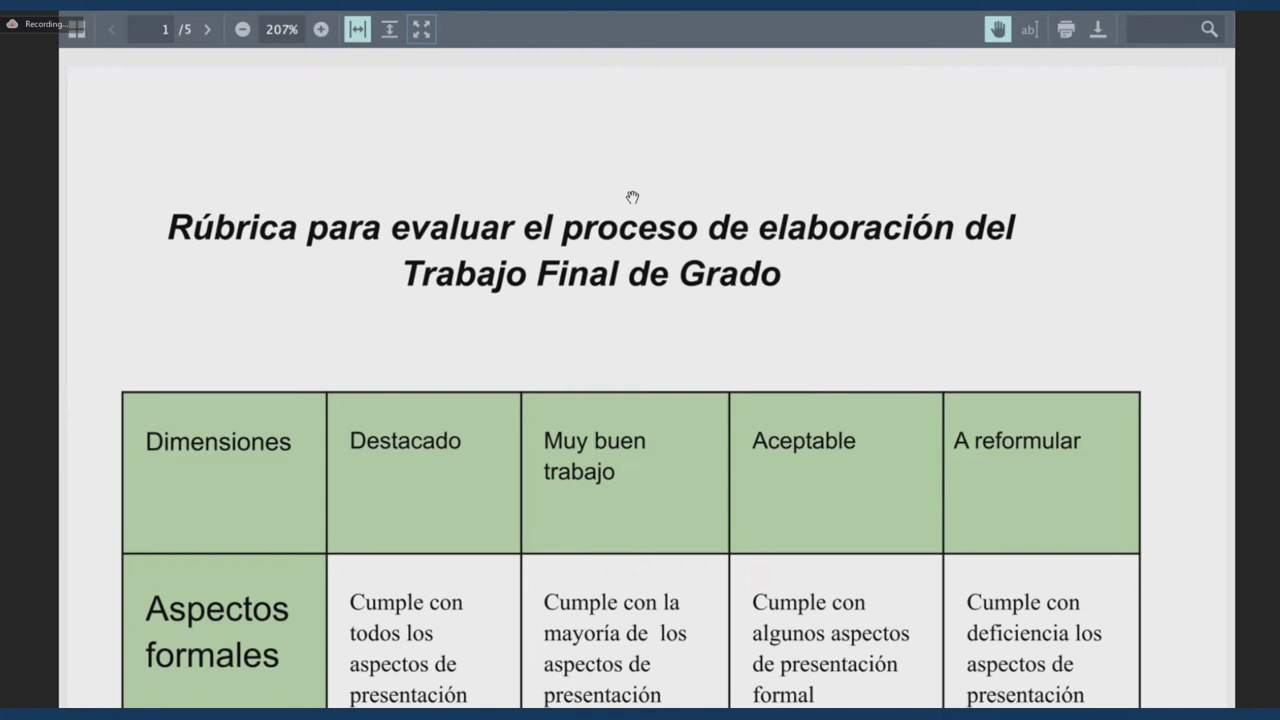 Recording...
1 /5 207% ab
Rúbrica para evaluar el proceso de elaboración del
Trabajo Final de Grado
Dimensiones
Destacado
Muy buen
trabajo
Aceptable
A reformular
Aspectos
formales
Cumple con
todos los
aspectos de
presentación
Cumple con la
mayoría de los
aspectos de
presentación
Cumple con
algunos aspectos
de presentación
formal
Cumple con
deficiencia los
aspectos de
presentación